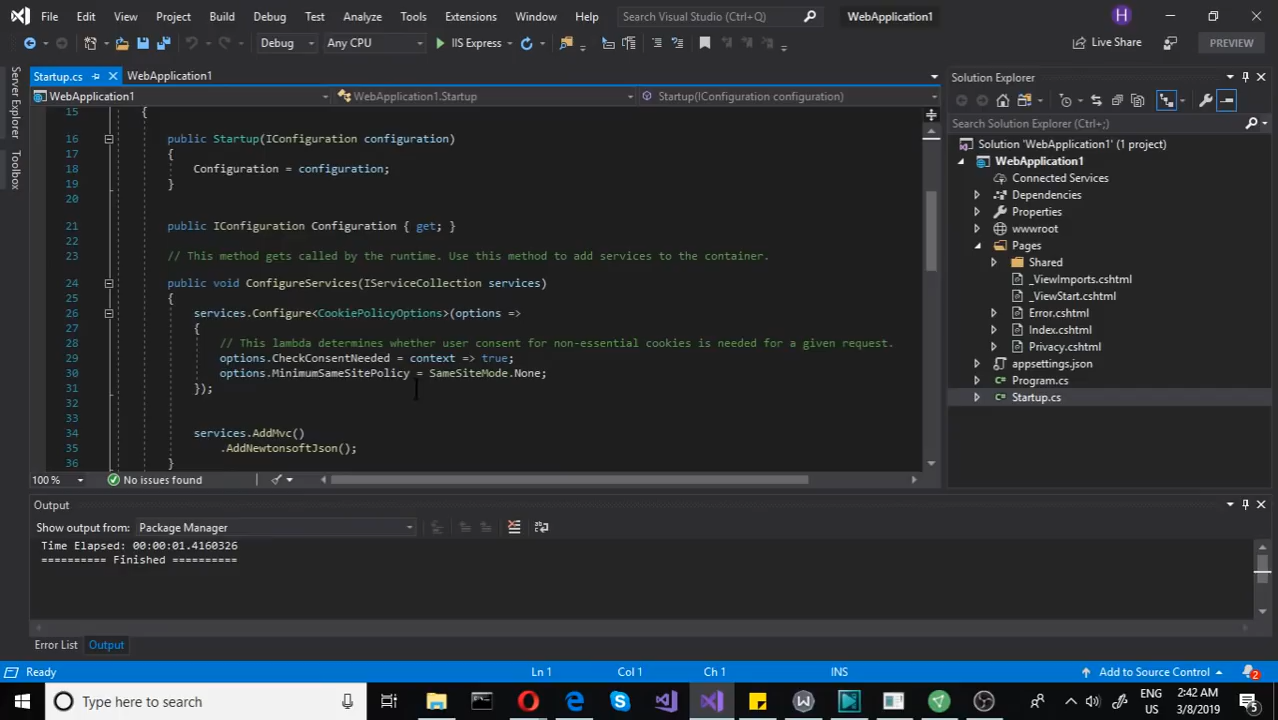 File Edit View Project Build Debug Test Analyze Tools Extensions Window Help Search Visual Studio (Ctrl+Q) WebApplication1 H
Debug Any CPU IIS Express Live Share PREVIEW
Server Explorer
Toolbox
Startup.cs WebApplication1
WebApplication1 WebApplication1.Startup Startup(IConfiguration configuration)
15 {
16 public Startup(IConfiguration configuration)
17 {
18 Configuration = configuration;
19 }
20
21 public IConfiguration Configuration { get; }
22
23 // This method gets called by the runtime. Use this method to add services to the container.
24 public void ConfigureServices(IServiceCollection services)
25 {
26 services.Configure<CookiePolicyOptions>(options =>
27 {
28 // This lambda determines whether user consent for non-essential cookies is needed for a given request.
29 options.CheckConsentNeeded = context => true;
30 options.MinimumSameSitePolicy = SameSiteMode.None;
31 });
32
33
34 services.AddMvc()
35 .AddNewtonsoftJson();
36 }
100 % No issues found
Solution Explorer
Search Solution Explorer (Ctrl+;)
Solution 'WebApplication1' (1 project)
WebApplication1
Connected Services
Dependencies
Properties
wwwroot
Pages
Shared
_ViewImports.cshtml
_ViewStart.cshtml
Error.cshtml
Index.cshtml
Privacy.cshtml
appsettings.json
C# Program.cs
C# Startup.cs
Output
Show output from: Package Manager
Time Elapsed: 00:00:01.4160326
========== Finished ==========
Error List Output
Ready Ln 1 Col 1 Ch 1 INS Add to Source Control 2
Type here to search
ENG
US
2:42 AM
3/8/2019
5